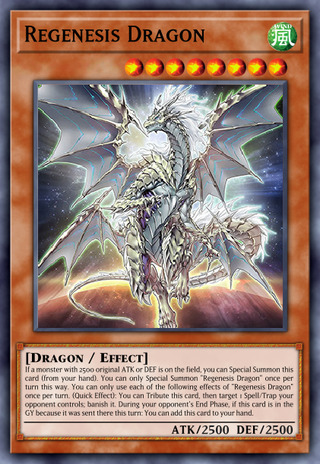 REGENESIS DRAGON
WIND
風
[DRAGON / EFFECT]
If a monster with 2500 original ATK or DEF is on the field, you can Special Summon this
card (from your hand). You can only Special Summon "Regenesis Dragon" once per
turn this way. You can only use each of the following effects of "Regenesis Dragon"
once per turn. (Quick Effect): You can Tribute this card, then target 1 Spell/Trap your
opponent controls; banish it. During your opponent's End Phase, if this card is in the
GY because it was sent there this turn: You can add this card to your hand.
ATK/2500 DEF/2500